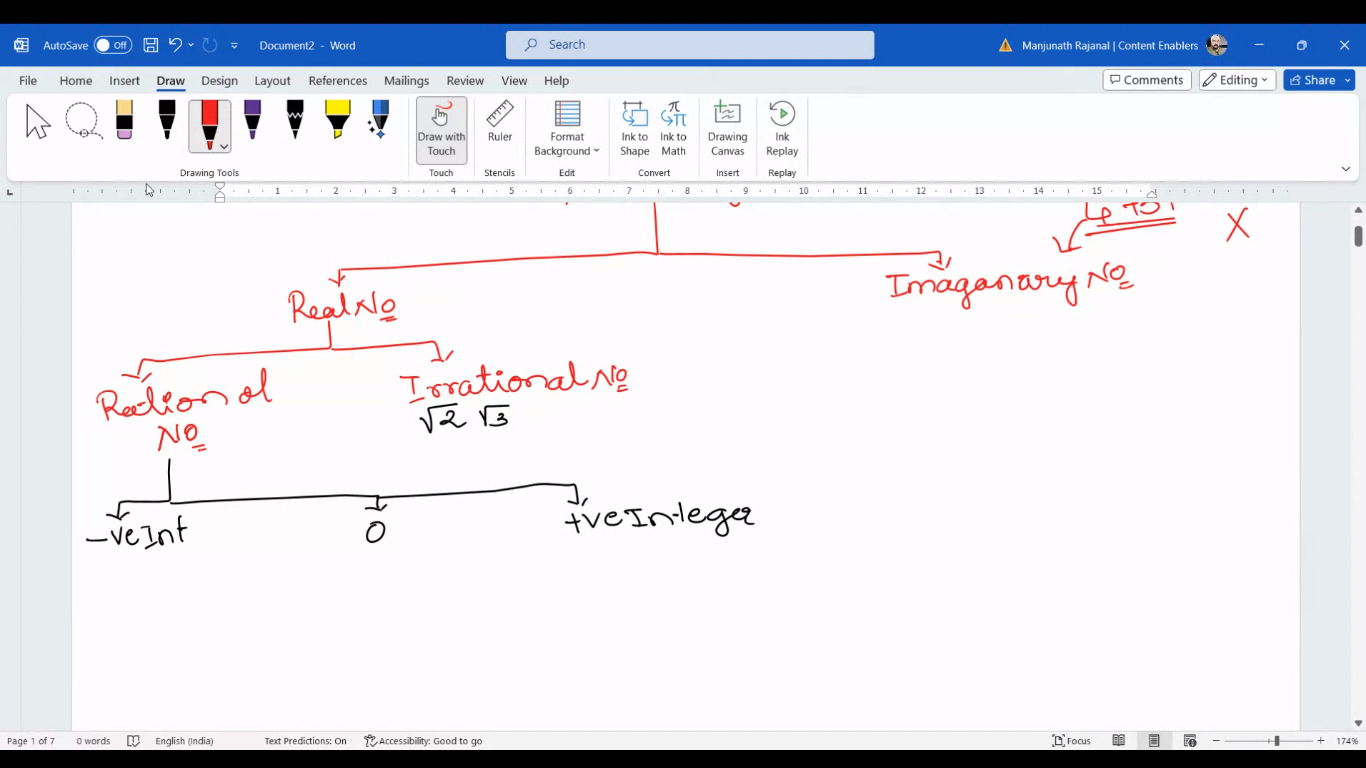 AutoSave Off Document2 - Word Search Manjunath Rajanal | Content Enablers
File Home Insert Draw Design Layout References Mailings Review View Help Comments Editing Share
Draw with Touch Ruler Format Background Ink to Shape Ink to Math Drawing Canvas Ink Replay
Drawing Tools Touch Stencils Edit Convert Insert Replay
1 2 3 4 5 6 7 8 9 10 11 12 13 14 15
X
Real No
Imaganary No
Rational
No
Irrational No
√2 √3
-ve Int
0
+ve Integer
Page 1 of 7 0 words English (India) Text Predictions: On Accessibility: Good to go Focus 174%